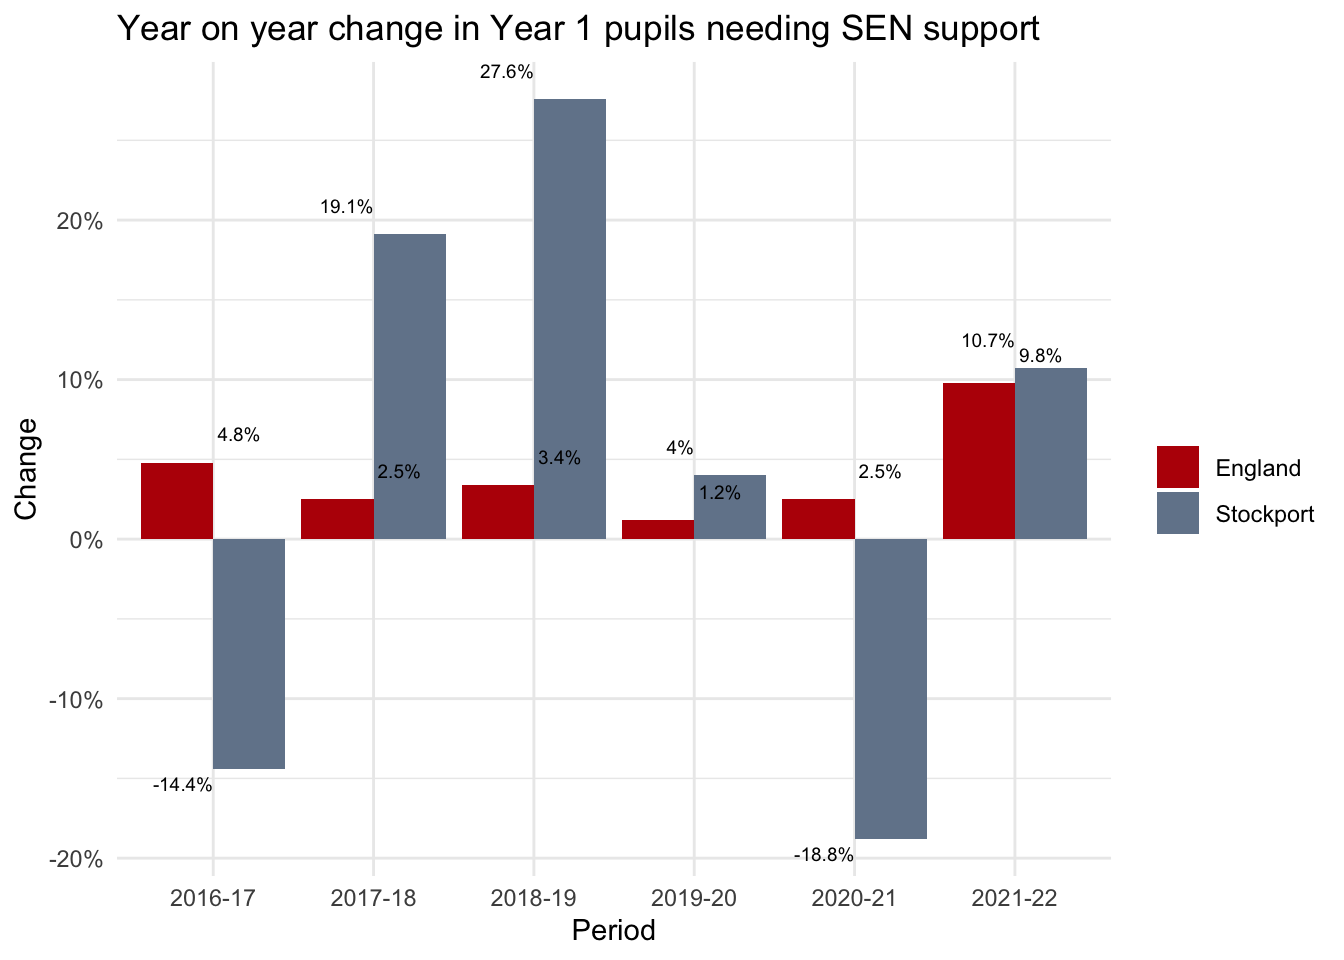 Year on year change in Year 1 pupils needing SEN support
27.6%
19.1%
20%
10.7%
9.8%
10%
4.8%
4%
3.4%
2.5%
2.5%
1.2%
England
Stockport
Change
0%
-10%
-14.4%
-18.8%
-20%
2016-17 2017-18 2018-19 2019-20 2020-21 2021-22
Period